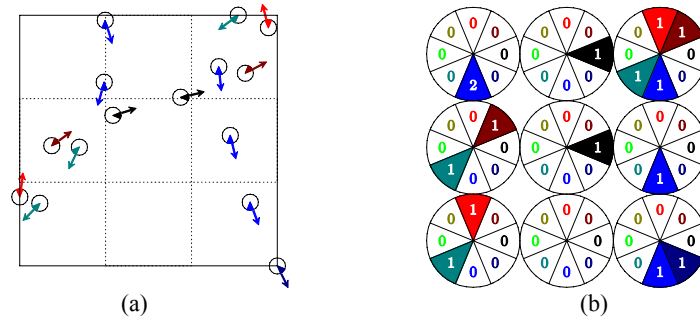 0 0 1
0 0 0 0 0 1
0 0 0 1 0 0
0 0 0 0 1 0
2 0 1
0 0 0
0 1 0 0 0 0
0 0 0 1 0 0
1 0 0 0 0 0
0 0 1
1 0 0
0 0 0 0 0 0
0 0 0 0 0 0
1 0 0 0 0 1
0 0 1
(a) (b)